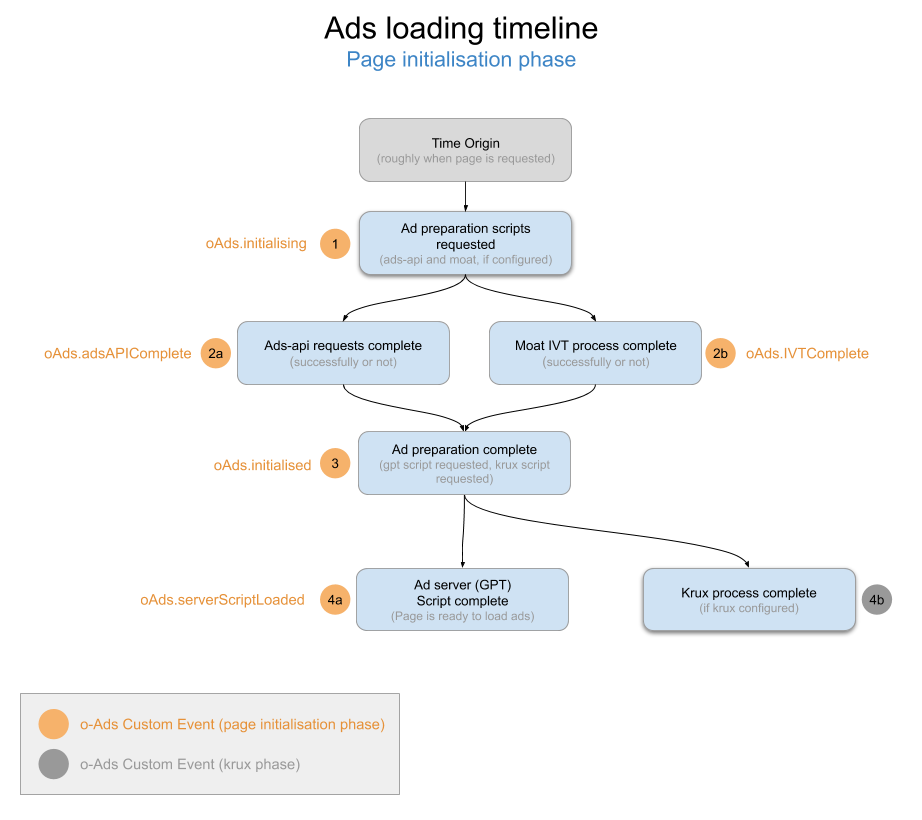 Ads loading timeline
Page initialisation phase
Time Origin
(roughly when page is requested)
oAds.initialising
1
Ad preparation scripts
requested
(ads-api and moat, if configured)
oAds.adsAPIComplete
2a
Ads-api requests complete
(successfully or not)
Moat IVT process complete
(successfully or not)
2b
oAds.IVTComplete
oAds.initialised
3
Ad preparation complete
(gpt script requested, krux script
requested)
oAds.serverScriptLoaded
4a
Ad server (GPT)
Script complete
(Page is ready to load ads)
Krux process complete
(if krux configured)
4b
o-Ads Custom Event (page initialisation phase)
o-Ads Custom Event (krux phase)